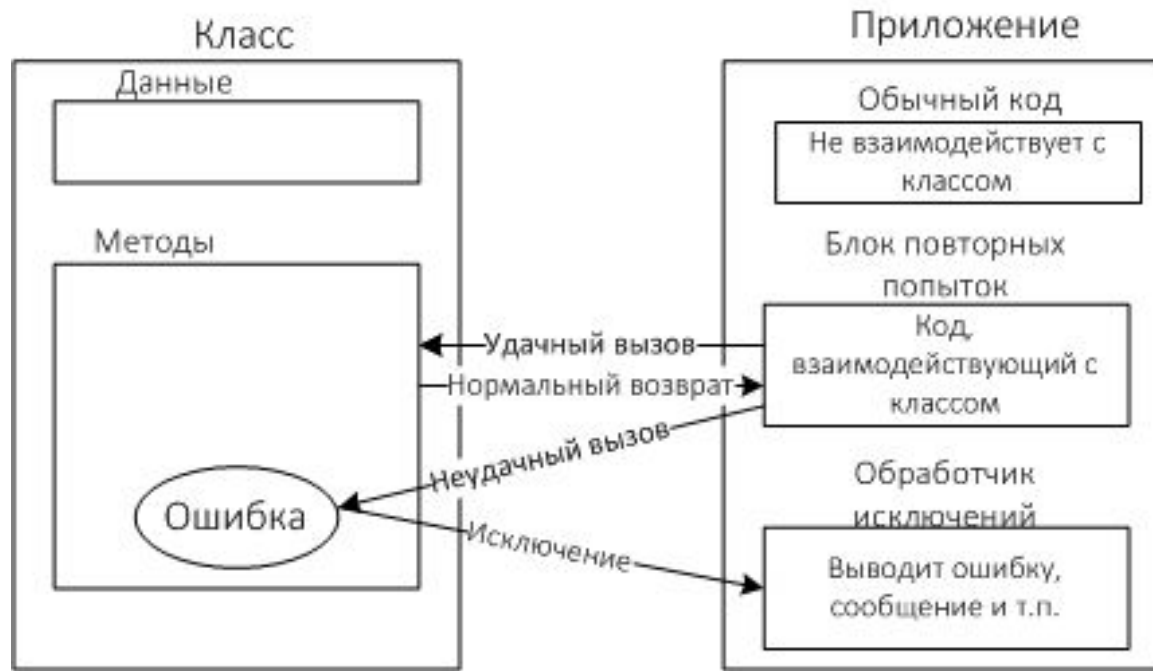 Класс
Данные
Методы
Ошибка
Удачный вызов
Нормальный возврат
Неудачный вызов
Исключение
Приложение
Обычный код
Не взаимодействует с
классом
Блок повторных
попыток
Код,
взаимодействующий с
классом
Обработчик
исключений
Выводит ошибку,
сообщение и т.п.